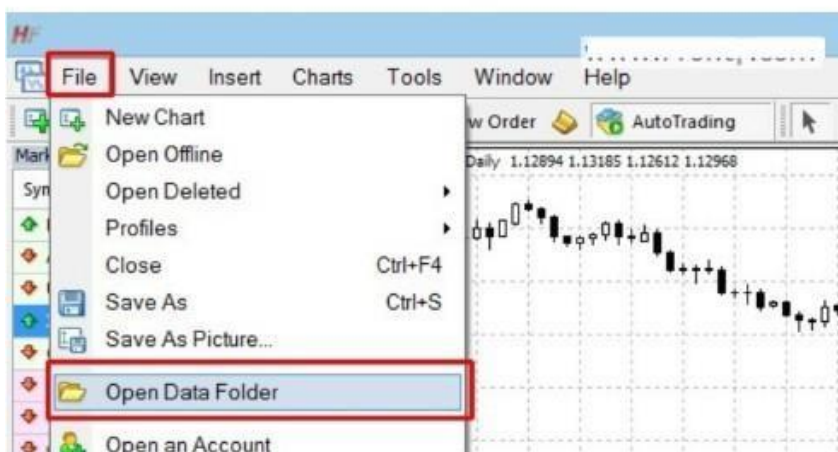 HF
File View Insert Charts Tools Window Help
w Order AutoTrading
New Chart
Mar
Daily 1.12894 1.13185 1.12612 1.12968
Open Offline
Syn
Open Deleted
Profiles
Close Ctrl+F4
Save As Ctrl+S
Save As Picture...
Open Data Folder
Open an Account